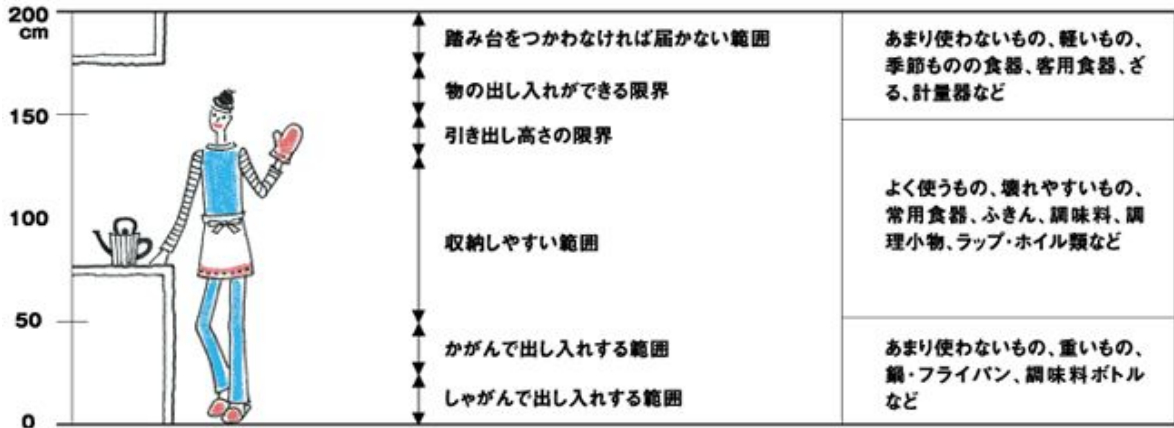 200
cm
150
100
50
0
踏み台をつかわなければ届かない範囲
物の出し入れができる限界
引き出し高さの限界
収納しやすい範囲
かがんで出し入れする範囲
しゃがんで出し入れする範囲
あまり使わないもの、軽いもの、
季節ものの食器、客用食器、ざ
る、計量器など
よく使うもの、壊れやすいもの、
常用食器、ふきん、調味料、調
理小物、ラップ・ホイル類など
あまり使わないもの、重いもの、
鍋・フライパン、調味料ボトル
など